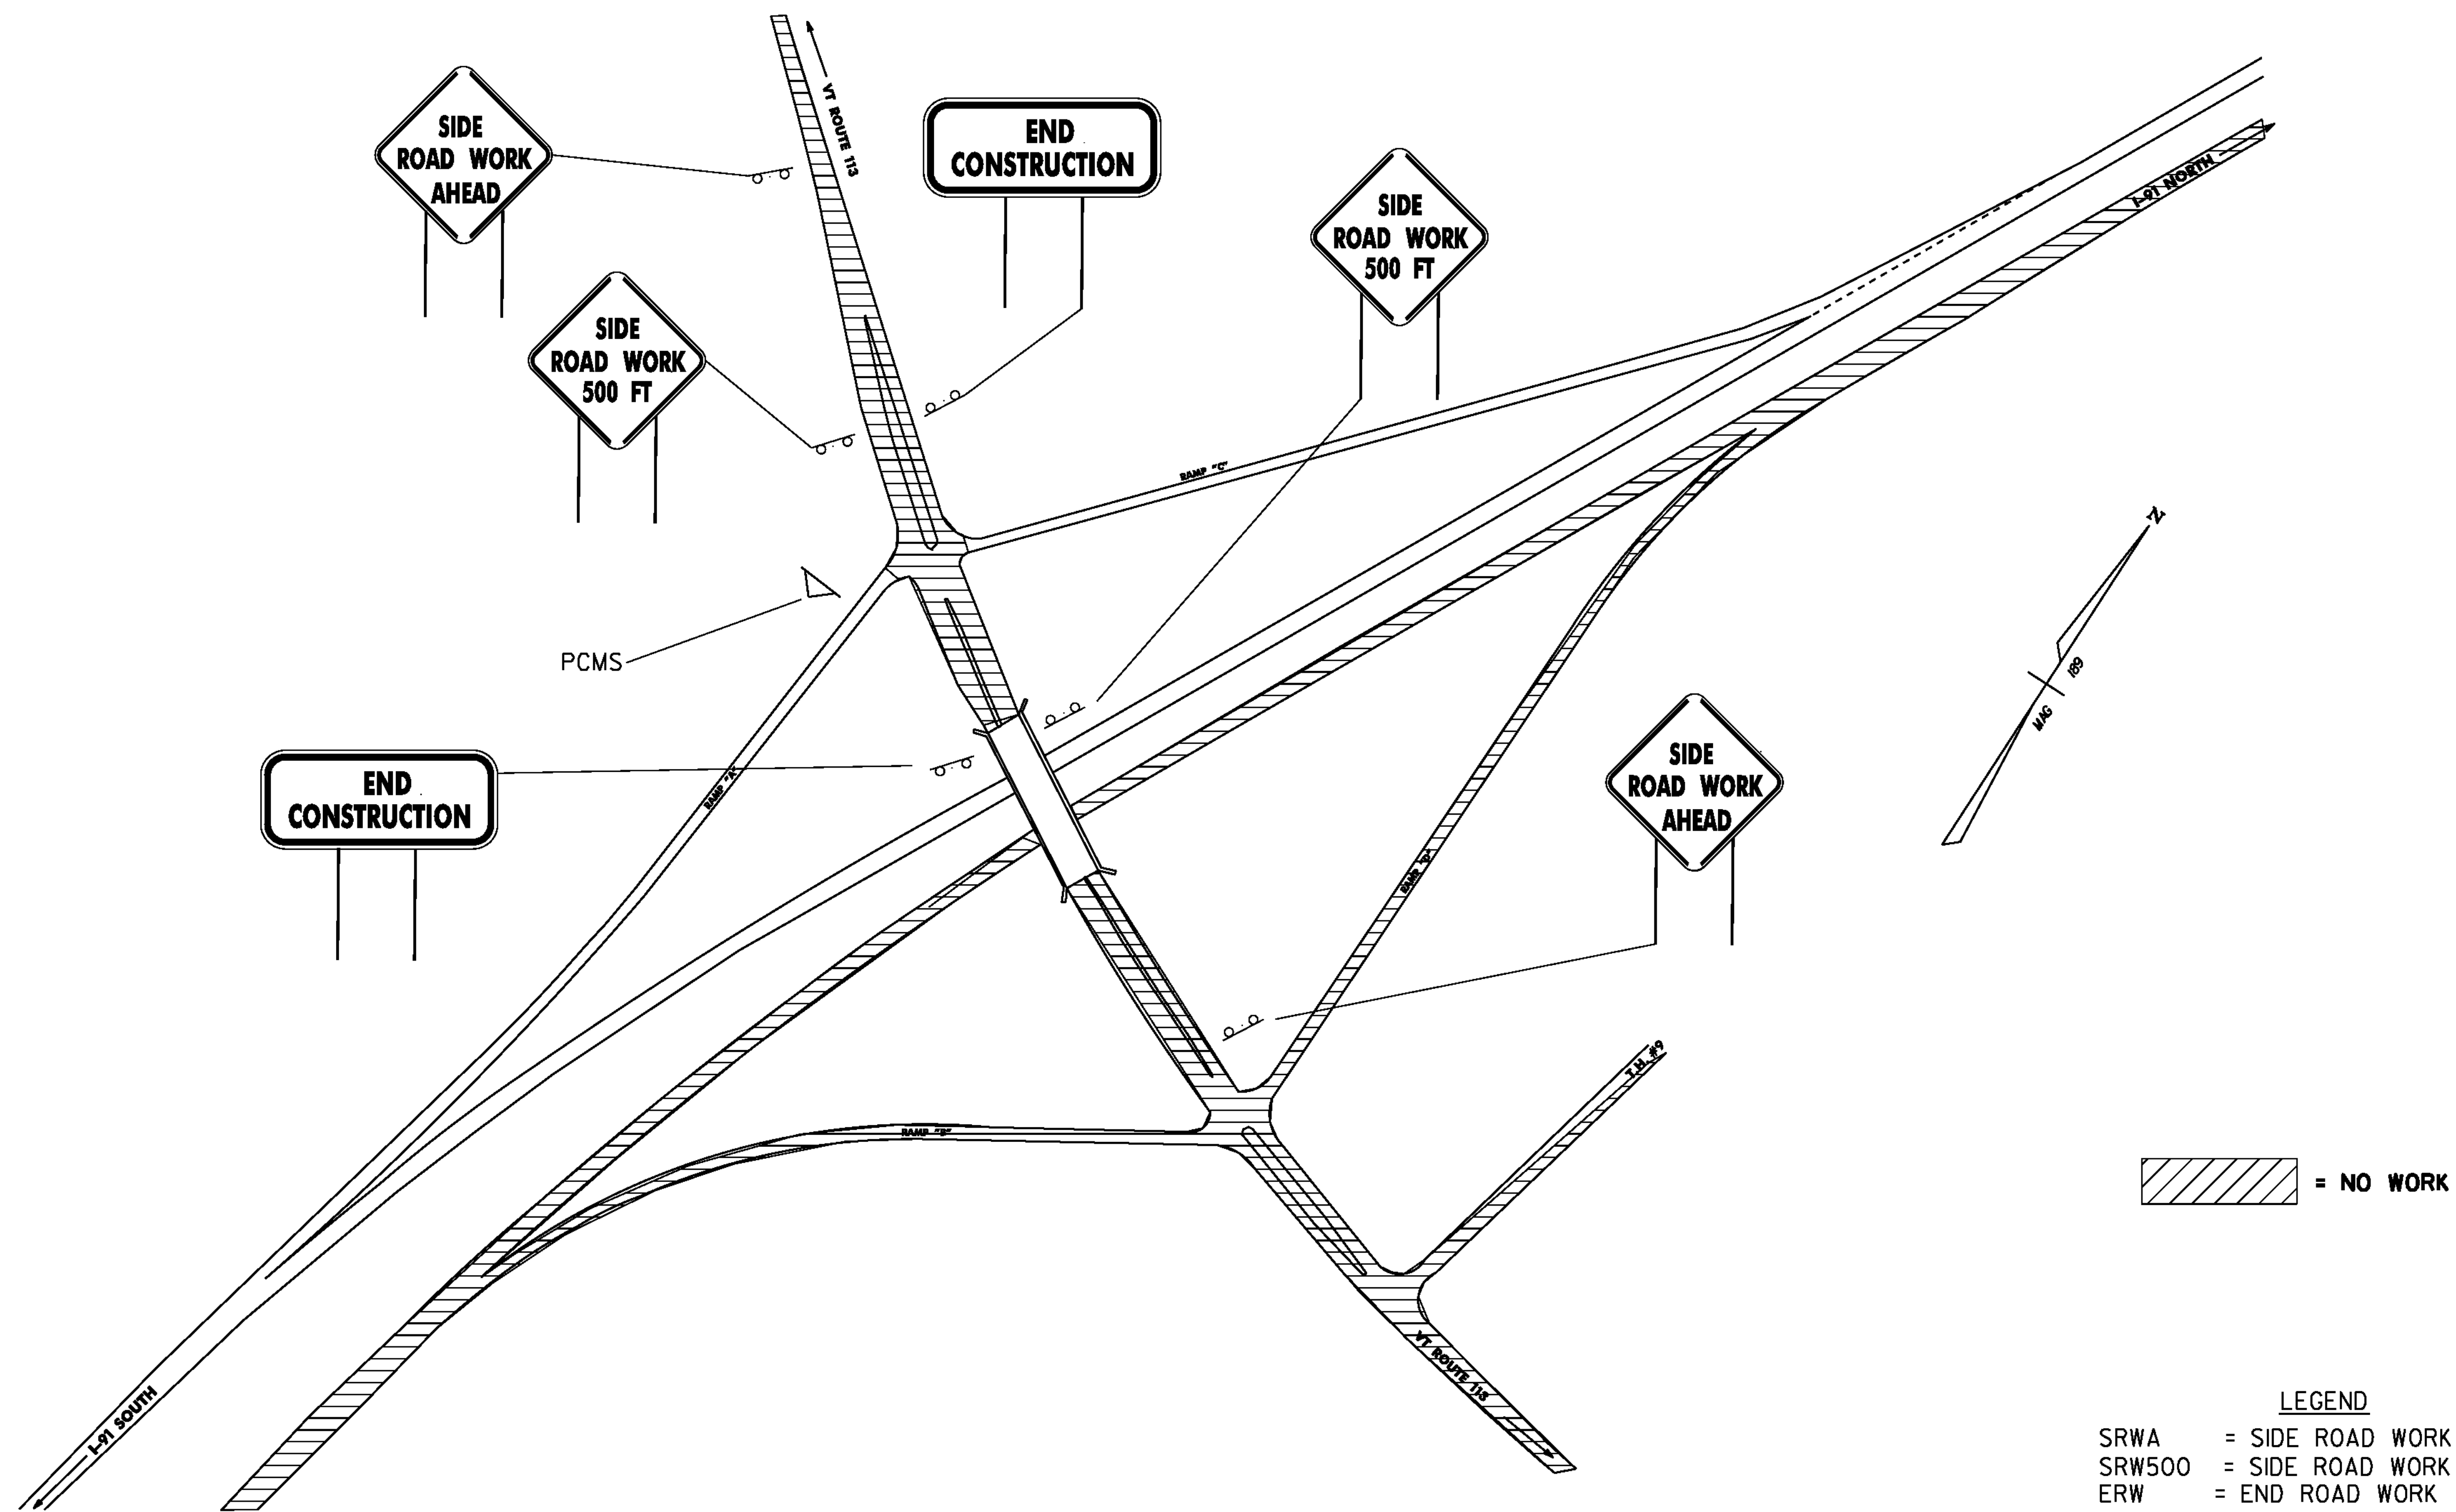 VT ROUTE 113
SIDE
ROAD WORK
AHEAD
END
CONSTRUCTION
I-91 NORTH
SIDE
ROAD WORK
500 FT
SIDE
ROAD WORK
500 FT
RAMP "C"
N
PCMS
189
MAG
RAMP "A"
END
CONSTRUCTION
SIDE
ROAD WORK
AHEAD
RAMP "D"
T.H. #9
RAMP "B"
= NO WORK
VT ROUTE 113
I-91 SOUTH
LEGEND
SRWA = SIDE ROAD WORK
SRW500 = SIDE ROAD WORK
ERW = END ROAD WORK